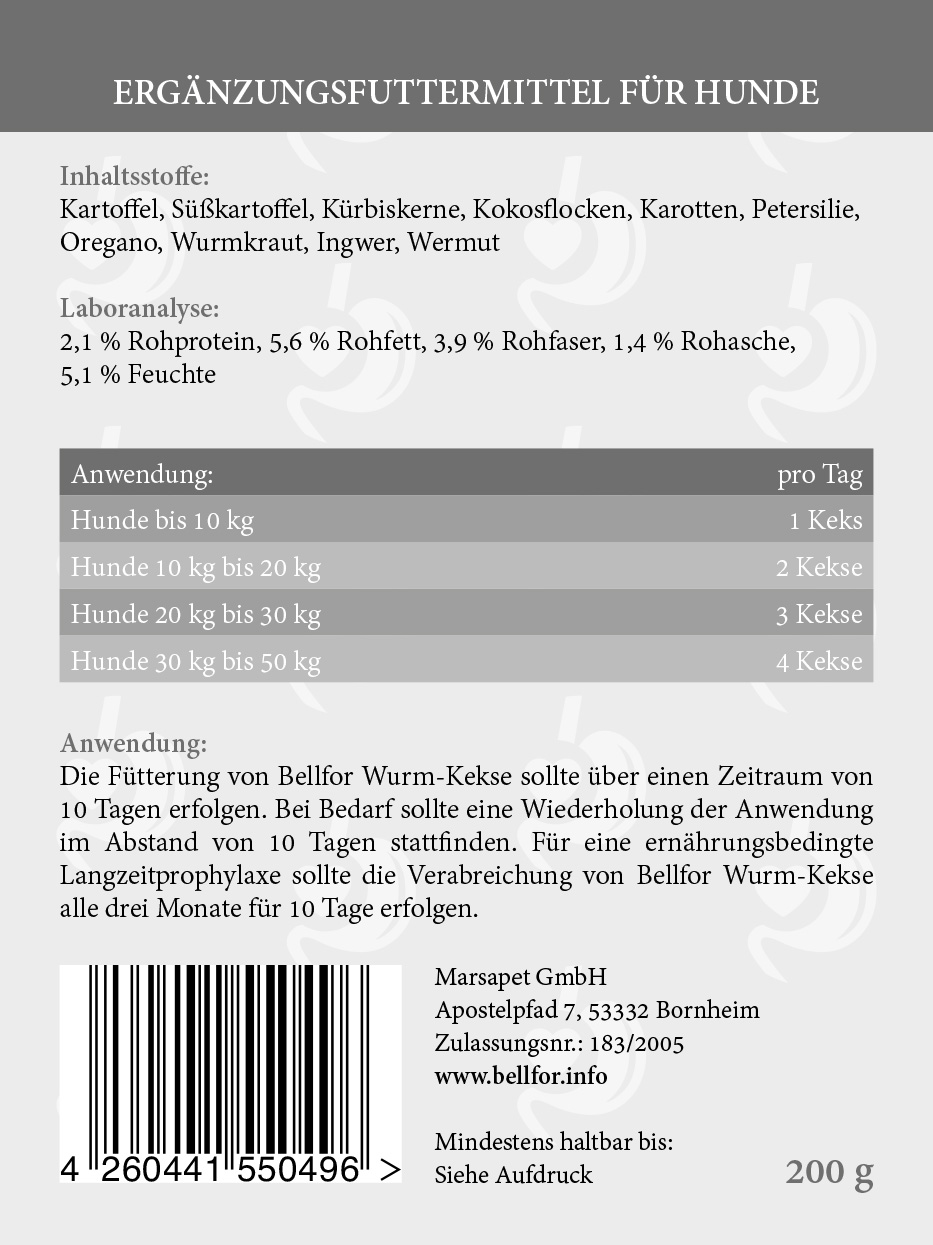 ERGÄNZUNGSFUTTERMITTEL FÜR HUNDE
Inhaltsstoffe:
Kartoffel, Süßkartoffel, Kürbiskerne, Kokosflocken, Karotten, Petersilie,
Oregano, Wurmkraut, Ingwer, Wermut
Laboranalyse:
2,1 % Rohprotein, 5,6 % Rohfett, 3,9 % Rohfaser, 1,4 % Rohasche,
5,1 % Feuchte
Anwendung: pro Tag
Hunde bis 10 kg 1 Keks
Hunde 10 kg bis 20 kg 2 Kekse
Hunde 20 kg bis 30 kg 3 Kekse
Hunde 30 kg bis 50 kg 4 Kekse
Anwendung:
Die Fütterung von Bellfor Wurm-Kekse sollte über einen Zeitraum von
10 Tagen erfolgen. Bei Bedarf sollte eine Wiederholung der Anwendung
im Abstand von 10 Tagen stattfinden. Für eine ernährungsbedingte
Langzeitprophylaxe sollte die Verabreichung von Bellfor Wurm-Kekse
alle drei Monate für 10 Tage erfolgen.
Marsapet GmbH
Apostelpfad 7, 53332 Bornheim
Zulassungsnr.: 183/2005
www.bellfor.info
Mindestens haltbar bis:
Siehe Aufdruck
4 260441 550496 >
200 g